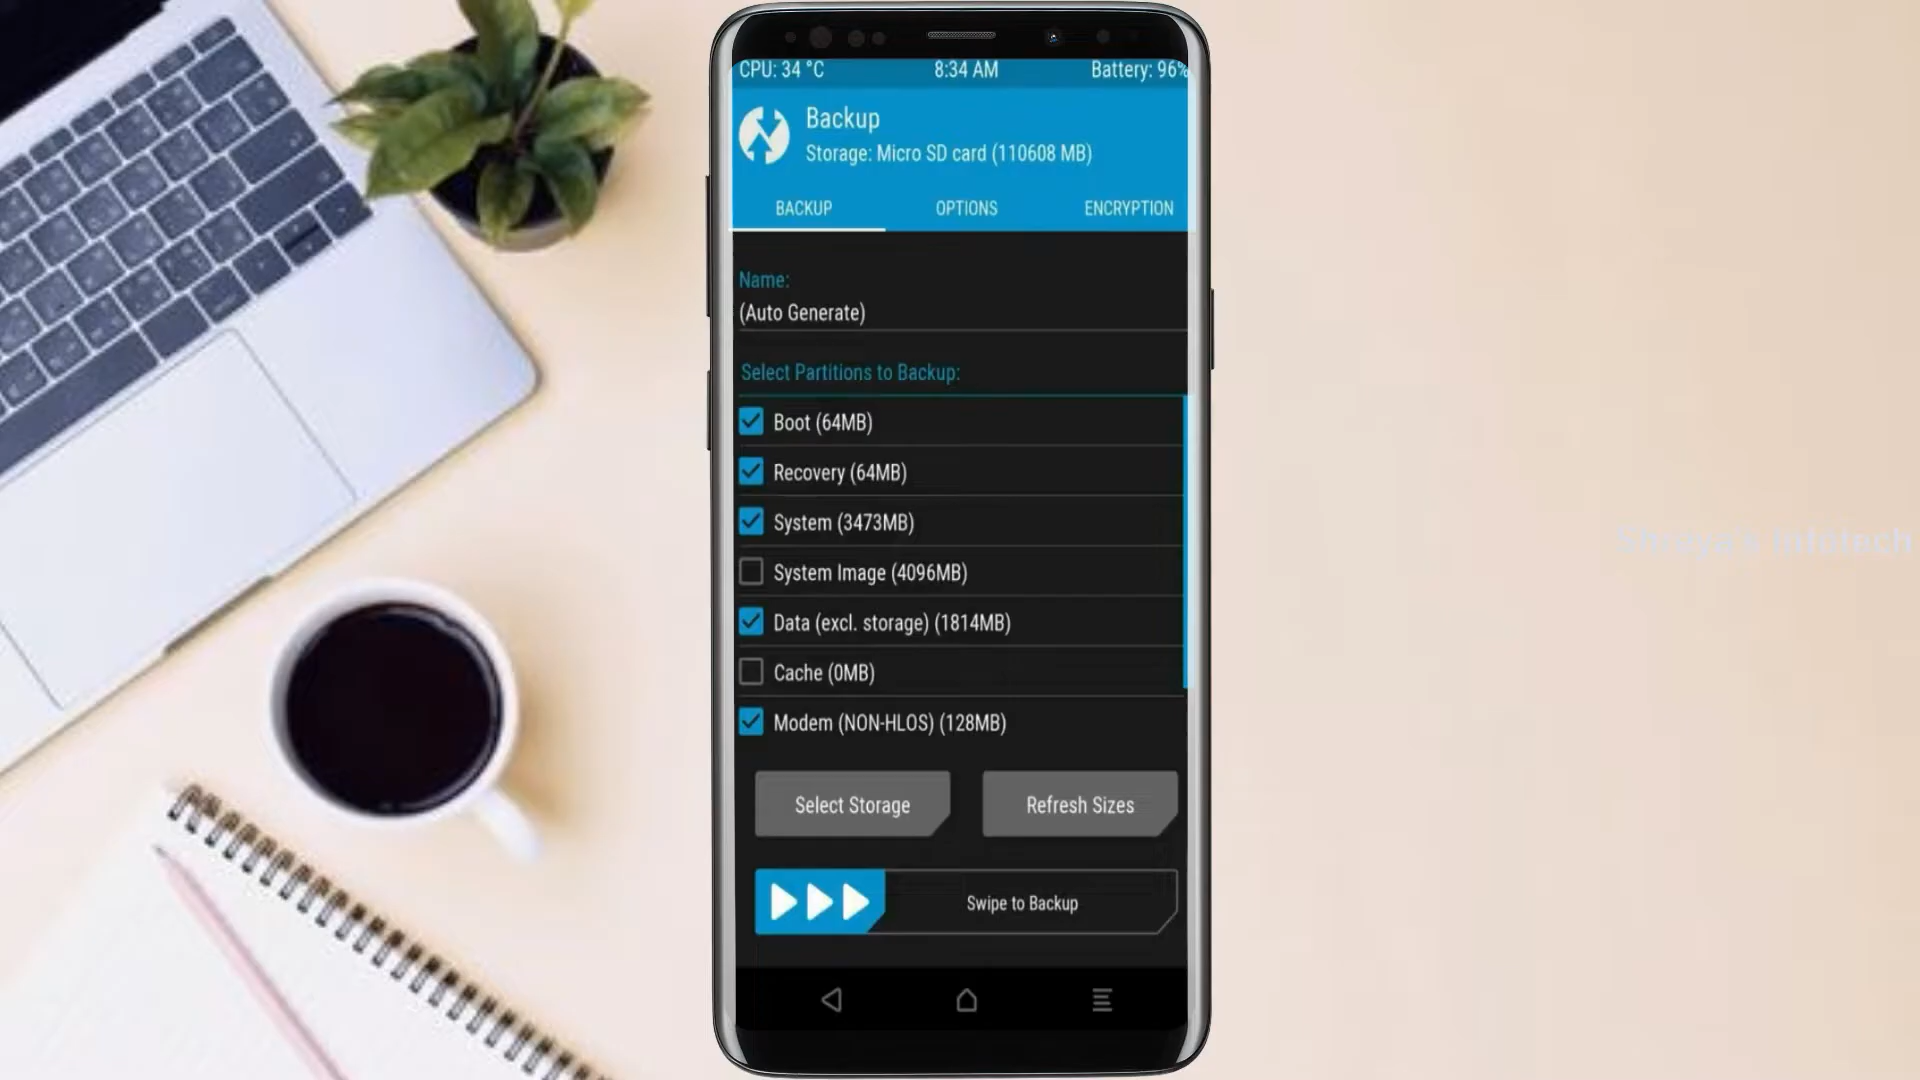 CPU: 34 °C 8:34 AM Battery: 96%
Backup
Storage: Micro SD card (110608 MB)
BACKUP OPTIONS ENCRYPTION
Name:
(Auto Generate)
Select Partitions to Backup:
Boot (64MB)
Recovery (64MB)
System (3473MB)
System Image (4096MB)
Data (excl. storage) (1814MB)
Cache (0MB)
Modem (NON-HLOS) (128MB)
Select Storage Refresh Sizes
Swipe to Backup
Shreya's Infotech